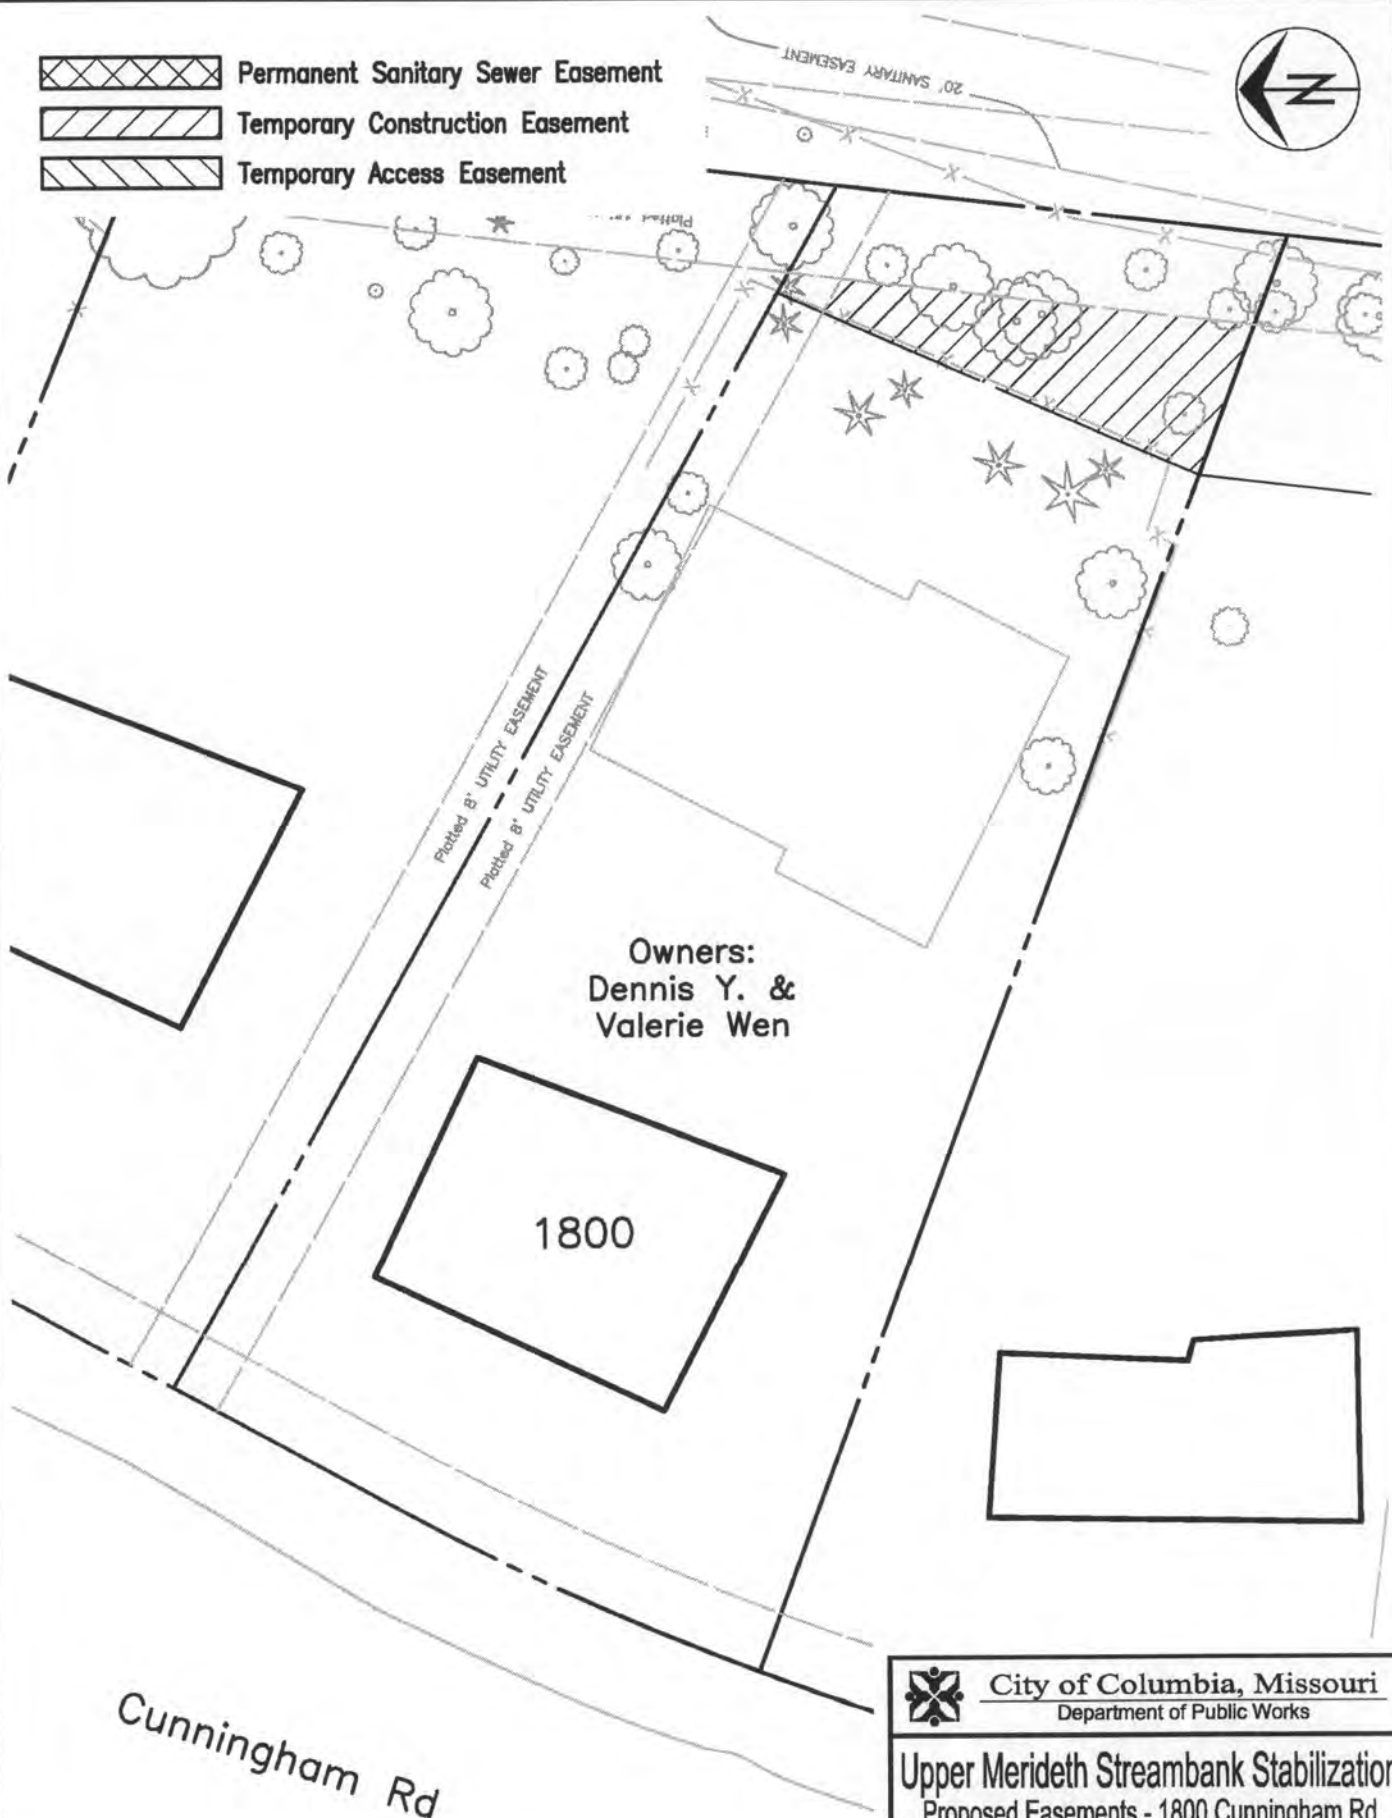 Permanent Sanitary Sewer Easement
Temporary Construction Easement
Temporary Access Easement
20' SANITARY EASEMENT
N
Platted
Platted 8' UTILITY EASEMENT
Platted 8' UTILITY EASEMENT
Owners:
Dennis Y. &
Valerie Wen
1800
Cunningham Rd
City of Columbia, Missouri
Department of Public Works
Upper Merideth Streambank Stabilization
Proposed Easements - 1800 Cunningham Rd